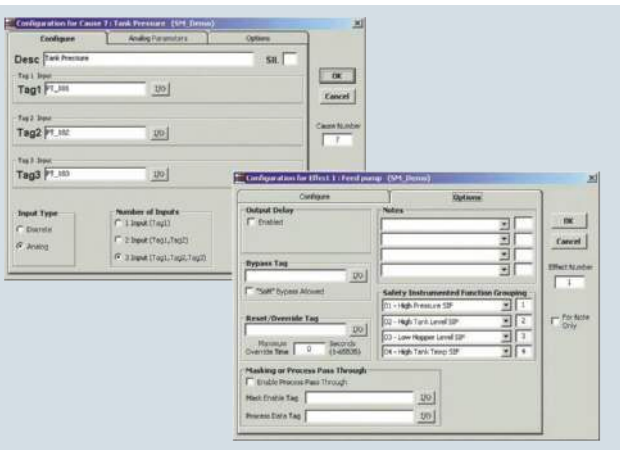 Configuration for Cause 7: Tank Pressure (SM_Demo)
Configure Analog Parameters Options
Desc Tank Pressure SIL
Tag 1 Input
Tag1 PT_101 I/O
Tag 2 Input
Tag2 PT_102 I/O
Tag 3 Input
Tag3 PT_103 I/O
Input Type
Discrete
Analog
Number of Inputs
1 Input (Tag1)
2 Input (Tag1,Tag2)
3 Input (Tag1,Tag2,Tag3)
OK
Cancel
Cause Number
7
Configuration for Effect 1 : Feed pump (SM_Demo)
Configure Options
Output Delay
Enabled
Bypass Tag
I/O
"Soft" Bypass Allowed
Reset/Override Tag
I/O
Maximum Override Time 0 Seconds (1-65535)
Notes
Safety Instrumented Function Grouping
01 - High Pressure SIF 1
02 - High Tank Level SIF 2
03 - Low Hopper Level SIF 3
04 - High Tank Temp SIF 4
Masking or Process Pass Through
Enable Process Pass Through
Mask Enable Tag I/O
Process Data Tag I/O
OK
Cancel
Effect Number
1
For Note Only